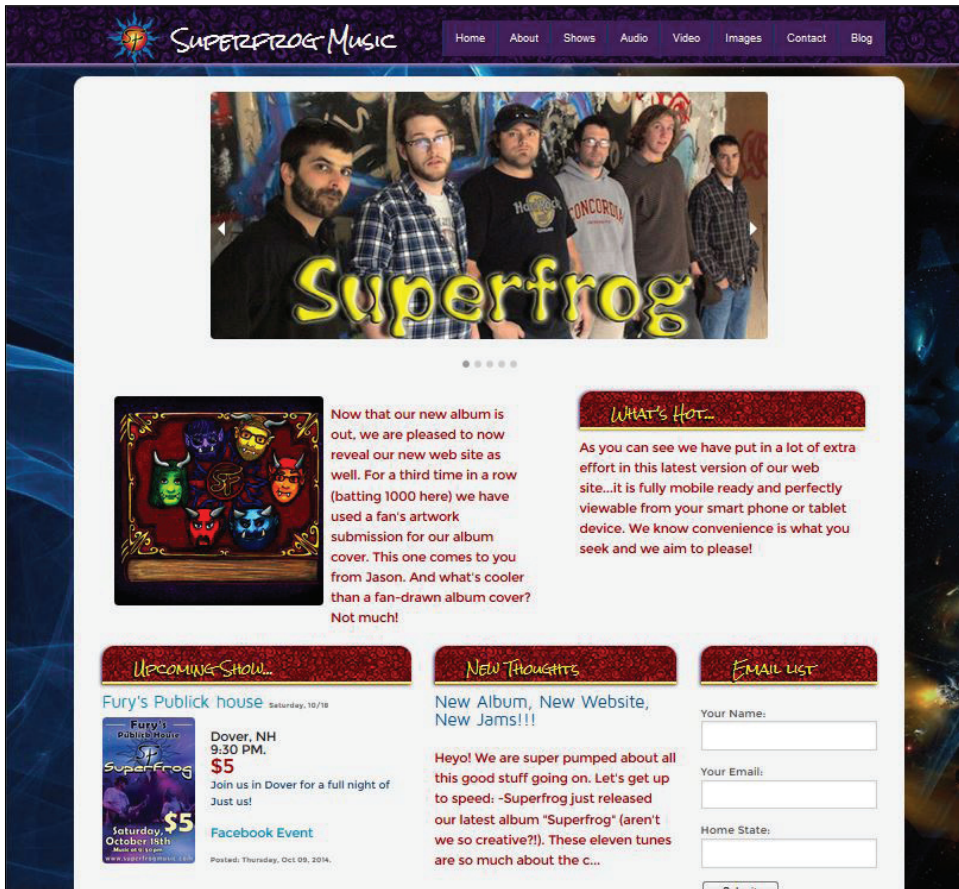 Superfrog Music
Home About Shows Audio Video Images Contact Blog
Hard Rock
CONCORDIA
Superfrog
Now that our new album is
out, we are pleased to now
reveal our new web site as
well. For a third time in a row
(batting 1000 here) we have
used a fan's artwork
submission for our album
cover. This one comes to you
from Jason. And what's cooler
than a fan-drawn album cover?
Not much!
What's Hot...
As you can see we have put in a lot of extra
effort in this latest version of our web
site...it is fully mobile ready and perfectly
viewable from your smart phone or tablet
device. We know convenience is what you
seek and we aim to please!
Upcoming Show...
Fury's Publick house Saturday, 10/18
Fury's
Publick House
Superfrog
$5
Saturday,
October 18th
Music at 9:30pm
www.superfrogmusic.com
Dover, NH
9:30 PM.
$5
Join us in Dover for a full night of
Just us!
Facebook Event
Posted: Thursday, Oct 09, 2014.
New Thoughts
New Album, New Website,
New Jams!!!
Heyo! We are super pumped about all
this good stuff going on. Let's get up
to speed: -Superfrog just released
our latest album "Superfrog" (aren't
we so creative?!). These eleven tunes
are so much about the c...
Email list
Your Name:
Your Email:
Home State: